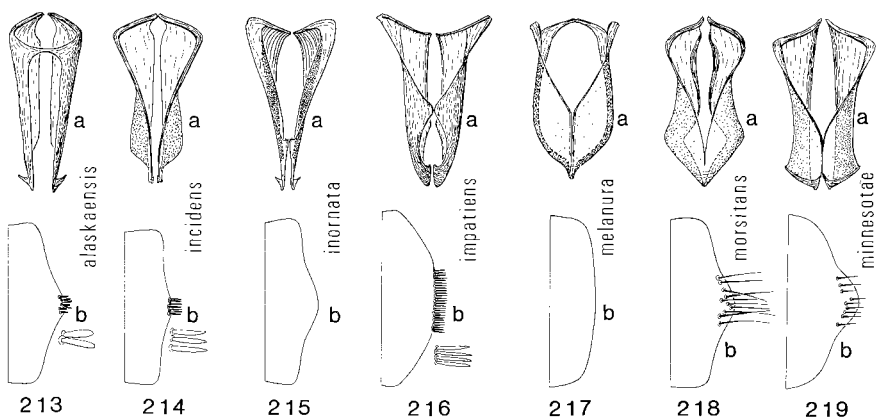 a
alaskaensis
b
213
a
incidens
b
214
a
inornata
b
215
a
impatiens
b
216
a
melanura
b
217
a
morsitans
b
218
a
minnesotae
b
219